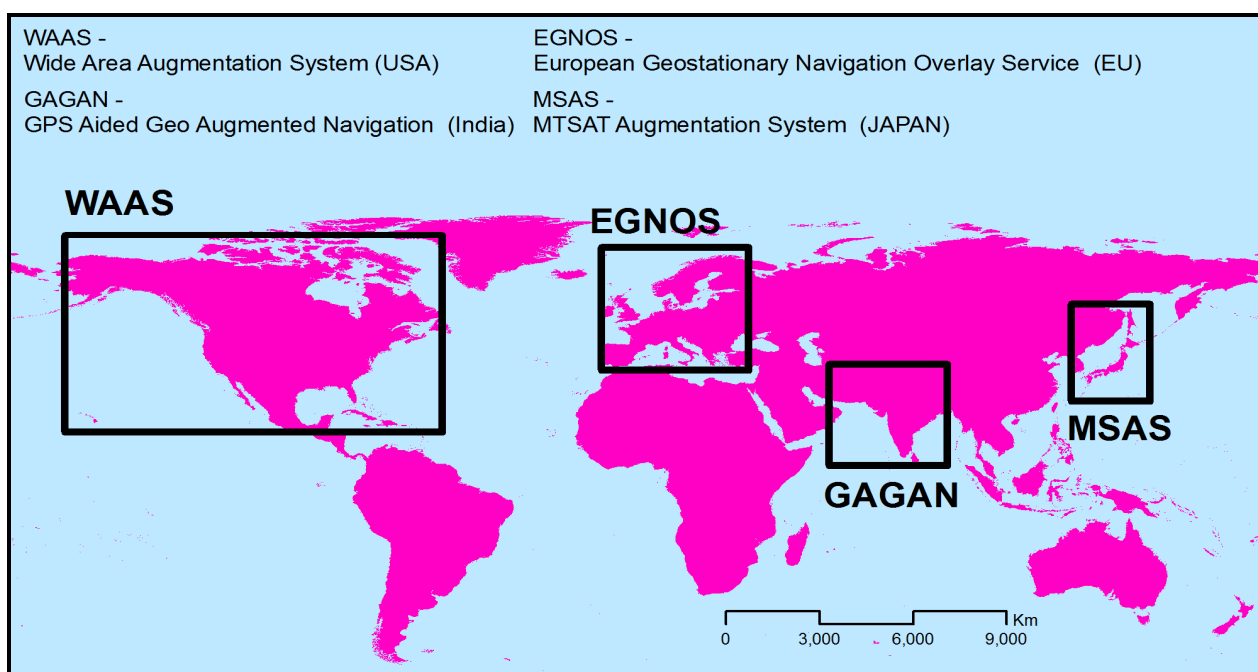 WAAS -
Wide Area Augmentation System (USA)
GAGAN -
GPS Aided Geo Augmented Navigation (India)
EGNOS -
European Geostationary Navigation Overlay Service (EU)
MSAS -
MTSAT Augmentation System (JAPAN)
WAAS
EGNOS
MSAS
GAGAN
Km
0 3,000 6,000 9,000